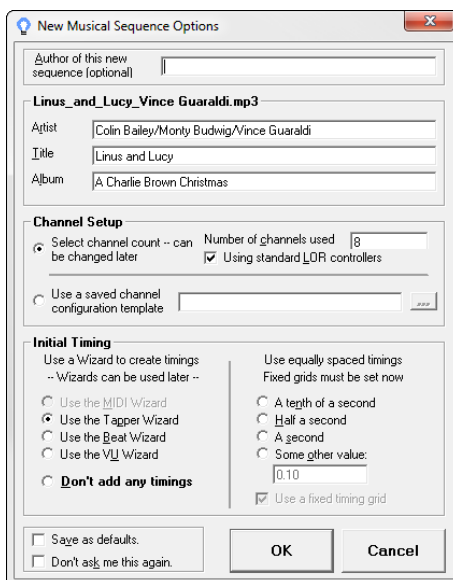 New Musical Sequence Options
Author of this new
sequence (optional)
Linus_and_Lucy_Vince Guaraldi.mp3
Artist
Colin Bailey/Monty Budwig/Vince Guaraldi
Title
Linus and Lucy
Album
A Charlie Brown Christmas
Channel Setup
Select channel count -- can
be changed later
Number of channels used
8
Using standard LOR controllers
Use a saved channel
configuration template
...
Initial Timing
Use a Wizard to create timings
-- Wizards can be used later --
Use the MIDI Wizard
Use the Tapper Wizard
Use the Beat Wizard
Use the VU Wizard
Don't add any timings
Use equally spaced timings
Fixed grids must be set now
A tenth of a second
Half a second
A second
Some other value:
0.10
Use a fixed timing grid
Save as defaults.
Don't ask me this again.
OK
Cancel